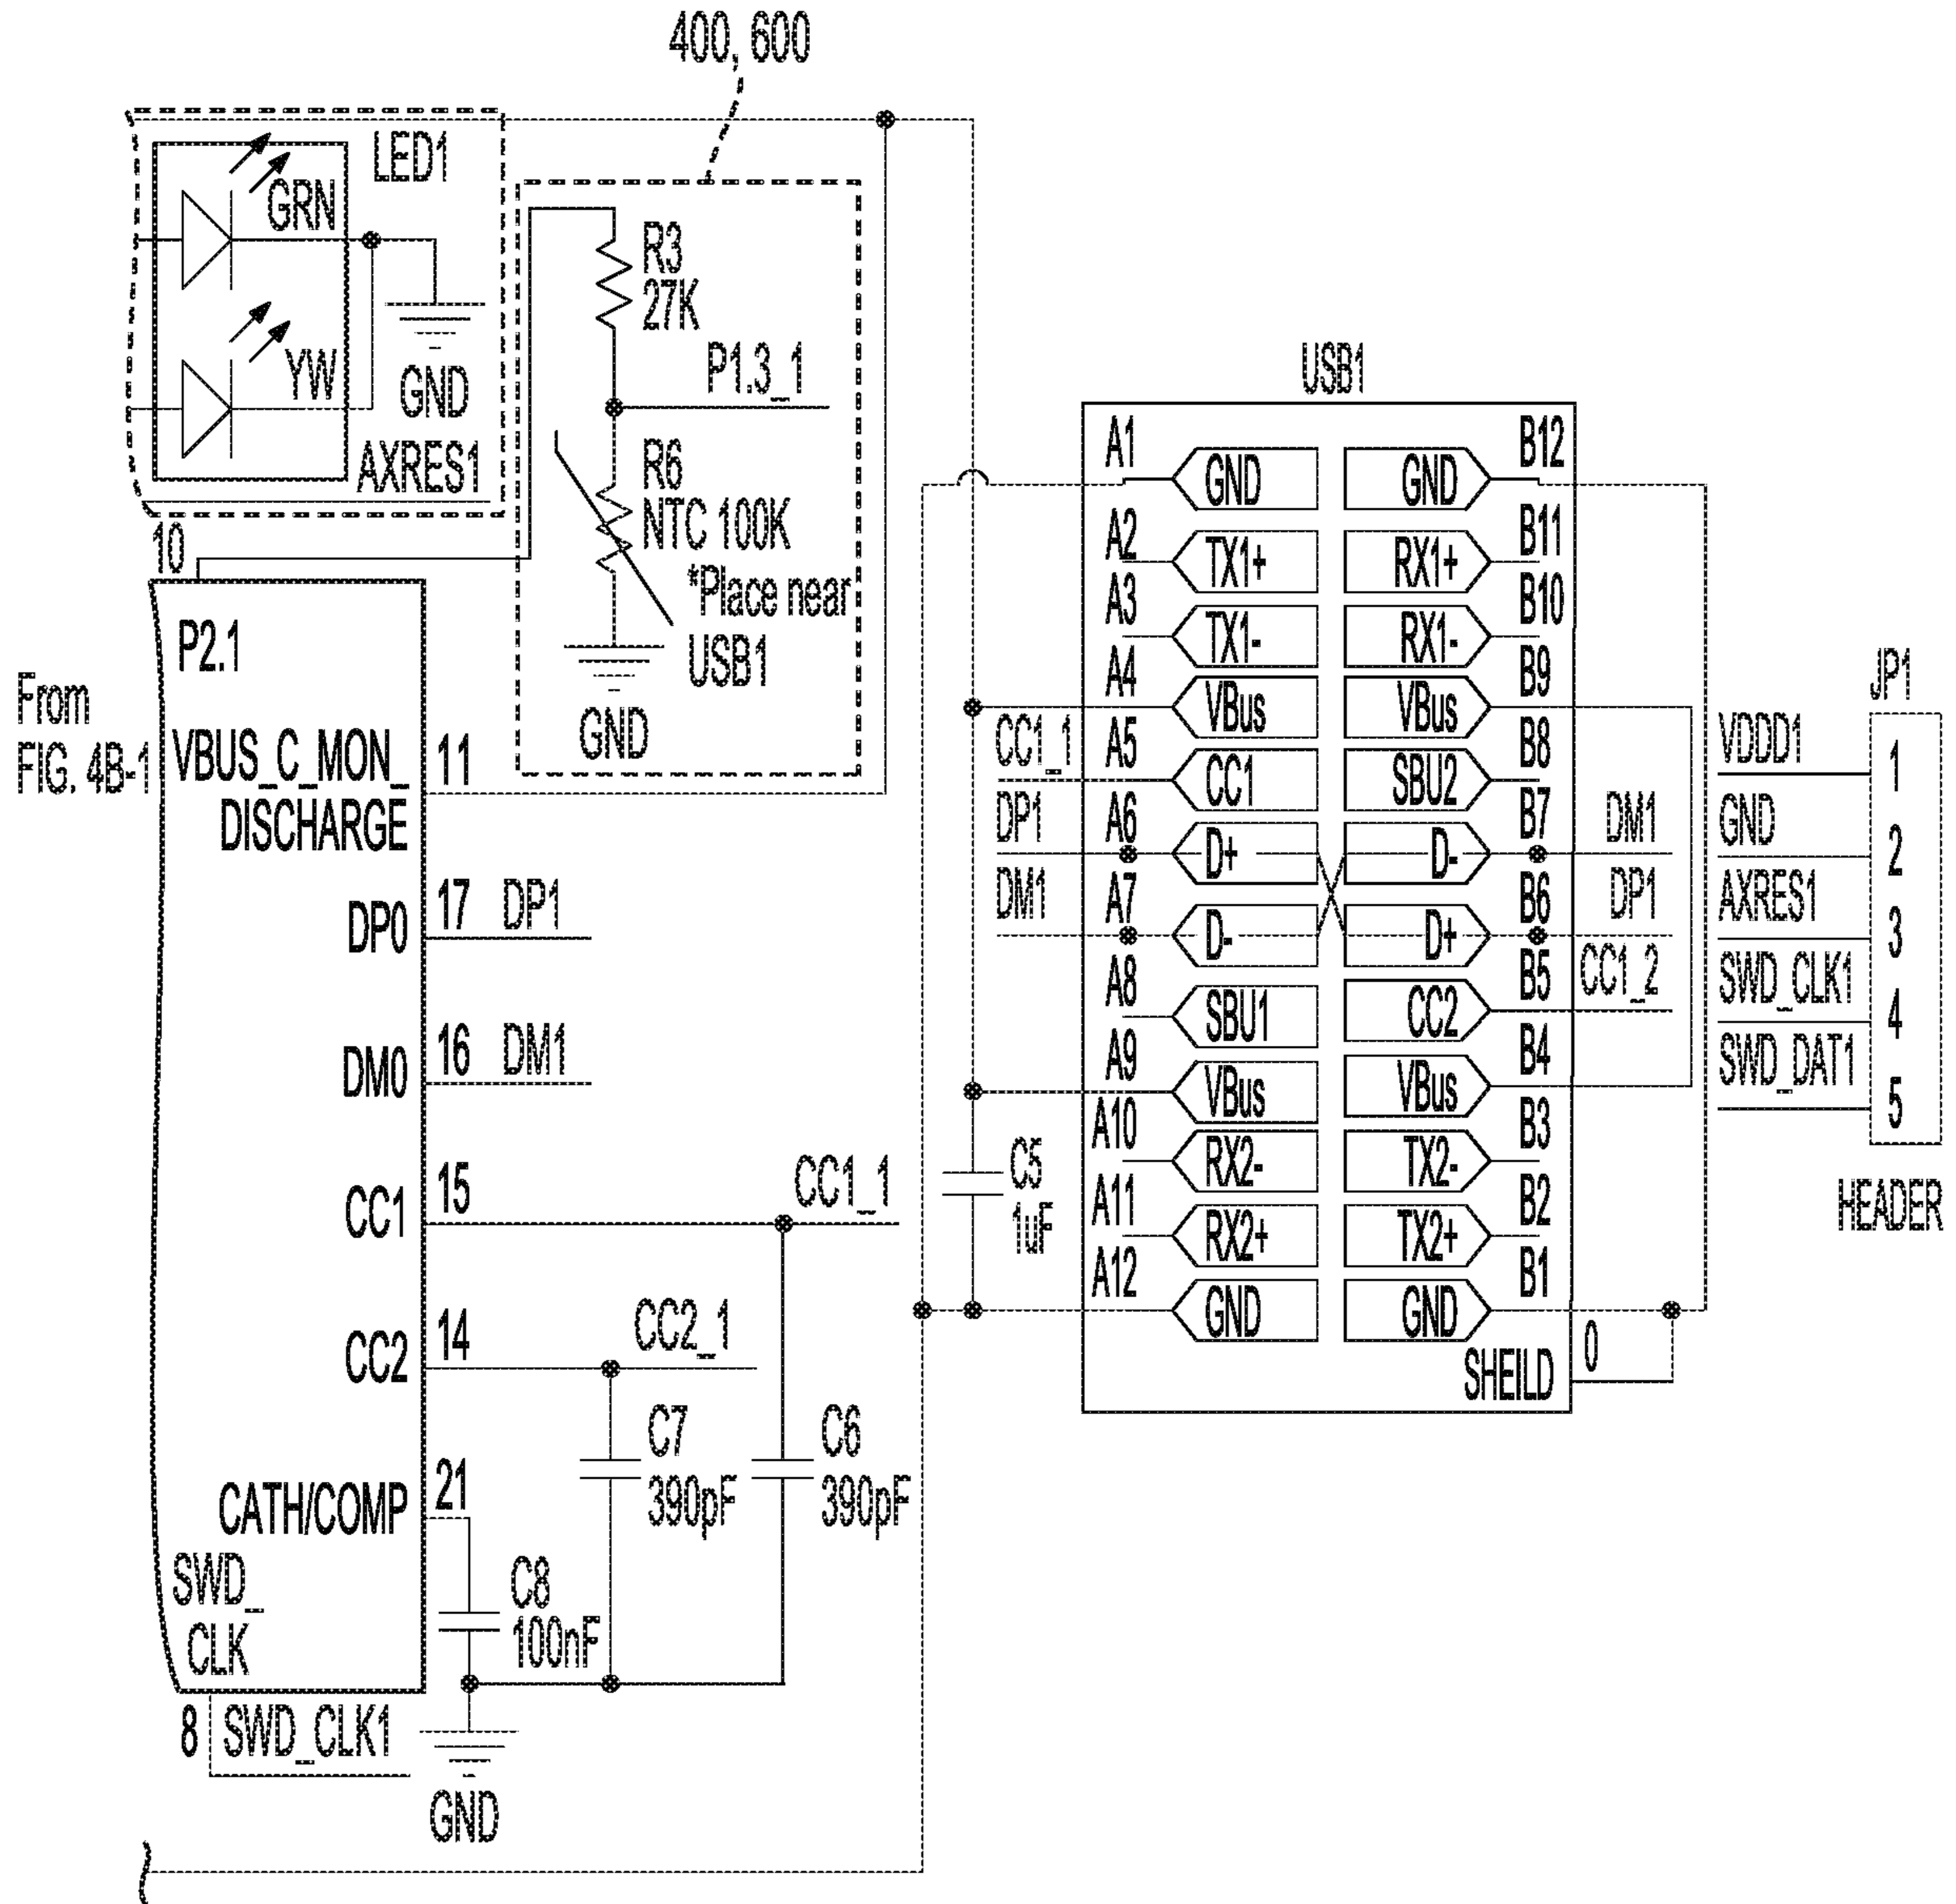 400, 600
LED1
GRN
YW
GND
AXRES1
R3
27K
P1.3_1
R6
NTC 100K
*Place near
USB1
GND
10
P2.1
From
FIG. 4B-1
VBUS_C_MON_
DISCHARGE
11
DP0
17
DP1
DM0
16
DM1
CC1
15
CC1_1
CC2
14
CC2_1
C7
390pF
C6
390pF
CATH/COMP
21
C8
100nF
SWD_
CLK
8
SWD_CLK1
GND
C5
1uF
USB1
A1
GND
GND
B12
A2
TX1+
RX1+
B11
A3
TX1-
RX1-
B10
A4
VBus
VBus
B9
CC1_1
A5
CC1
SBU2
B8
DP1
A6
D+
D-
B7
DM1
DM1
A7
D-
D+
B6
DP1
A8
SBU1
CC2
B5
CC1_2
A9
VBus
VBus
B4
A10
RX2-
TX2-
B3
A11
RX2+
TX2+
B2
A12
GND
GND
B1
SHEILD
0
JP1
VDDD1
1
GND
2
AXRES1
3
SWD_CLK1
4
SWD_DAT1
5
HEADER